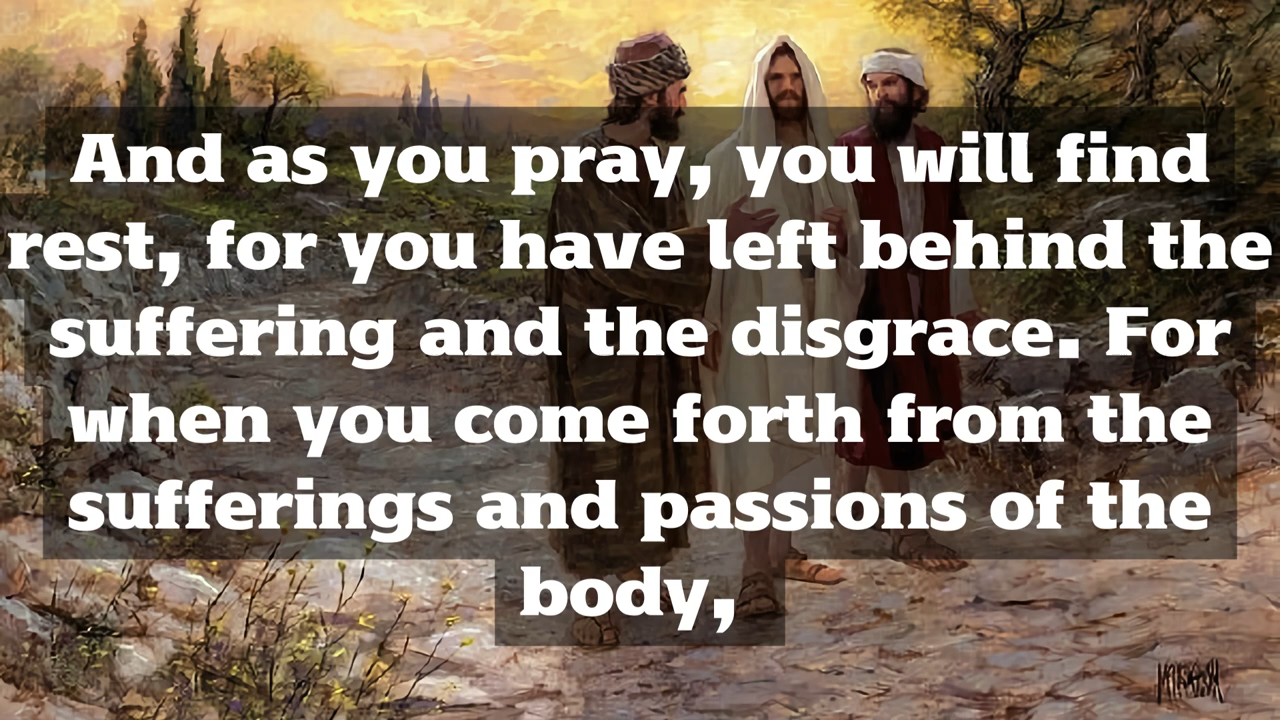 And as you pray, you will find
rest, for you have left behind the
suffering and the disgrace. For
when you come forth from the
sufferings and passions of the
body,